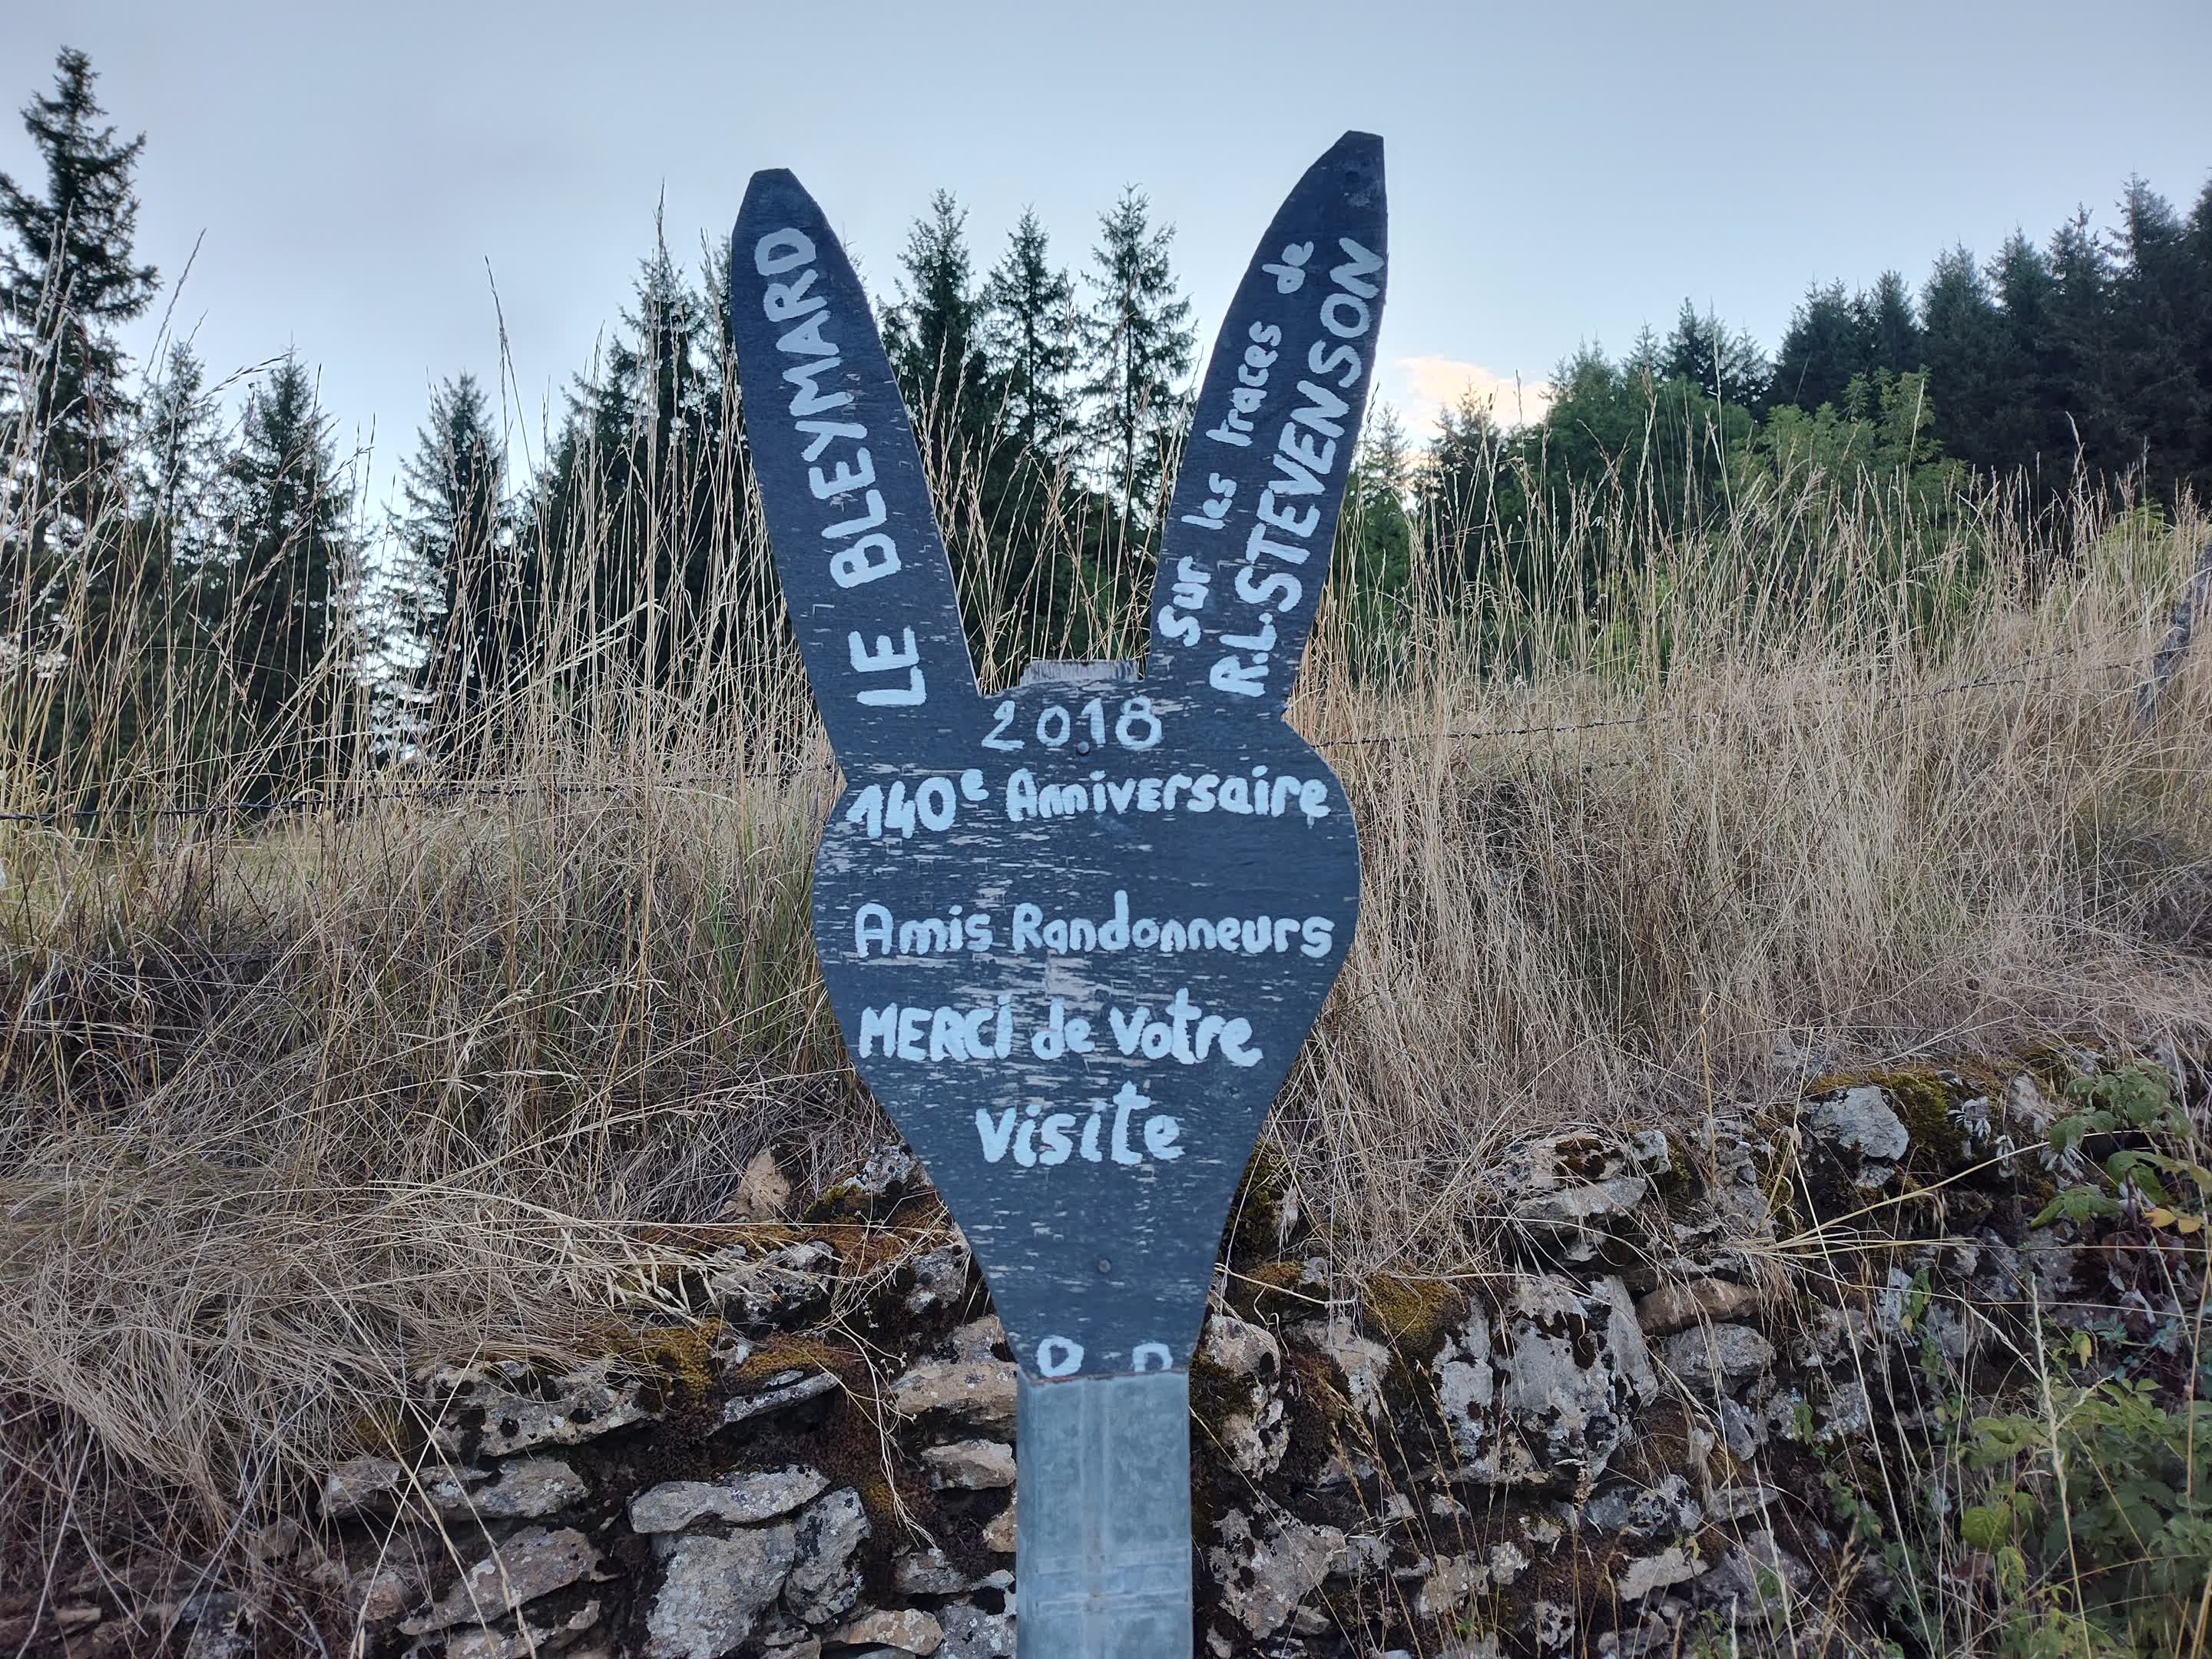 LE BLEYMARD
Sur les traces de
R.L.STEVENSON
2018
140e Anniversaire
Amis Randonneurs
MERCI de Votre
Visite